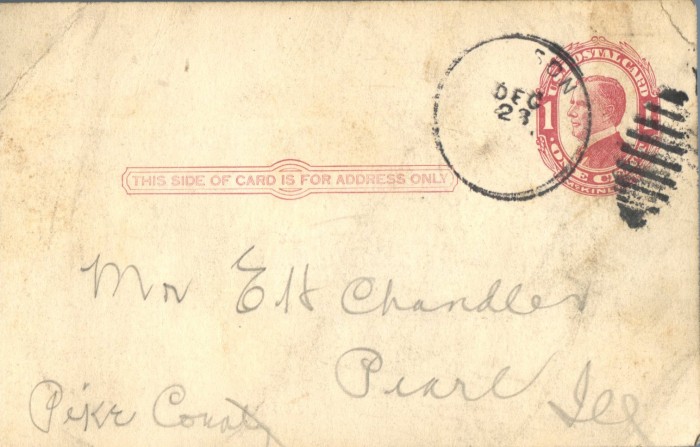 SON
DEC
23
U.S. POSTAL CARD
1
ONE CENT
McKINLEY
THIS SIDE OF CARD IS FOR ADDRESS ONLY
Mr E H Chandler
Pearl Ill
Pike County